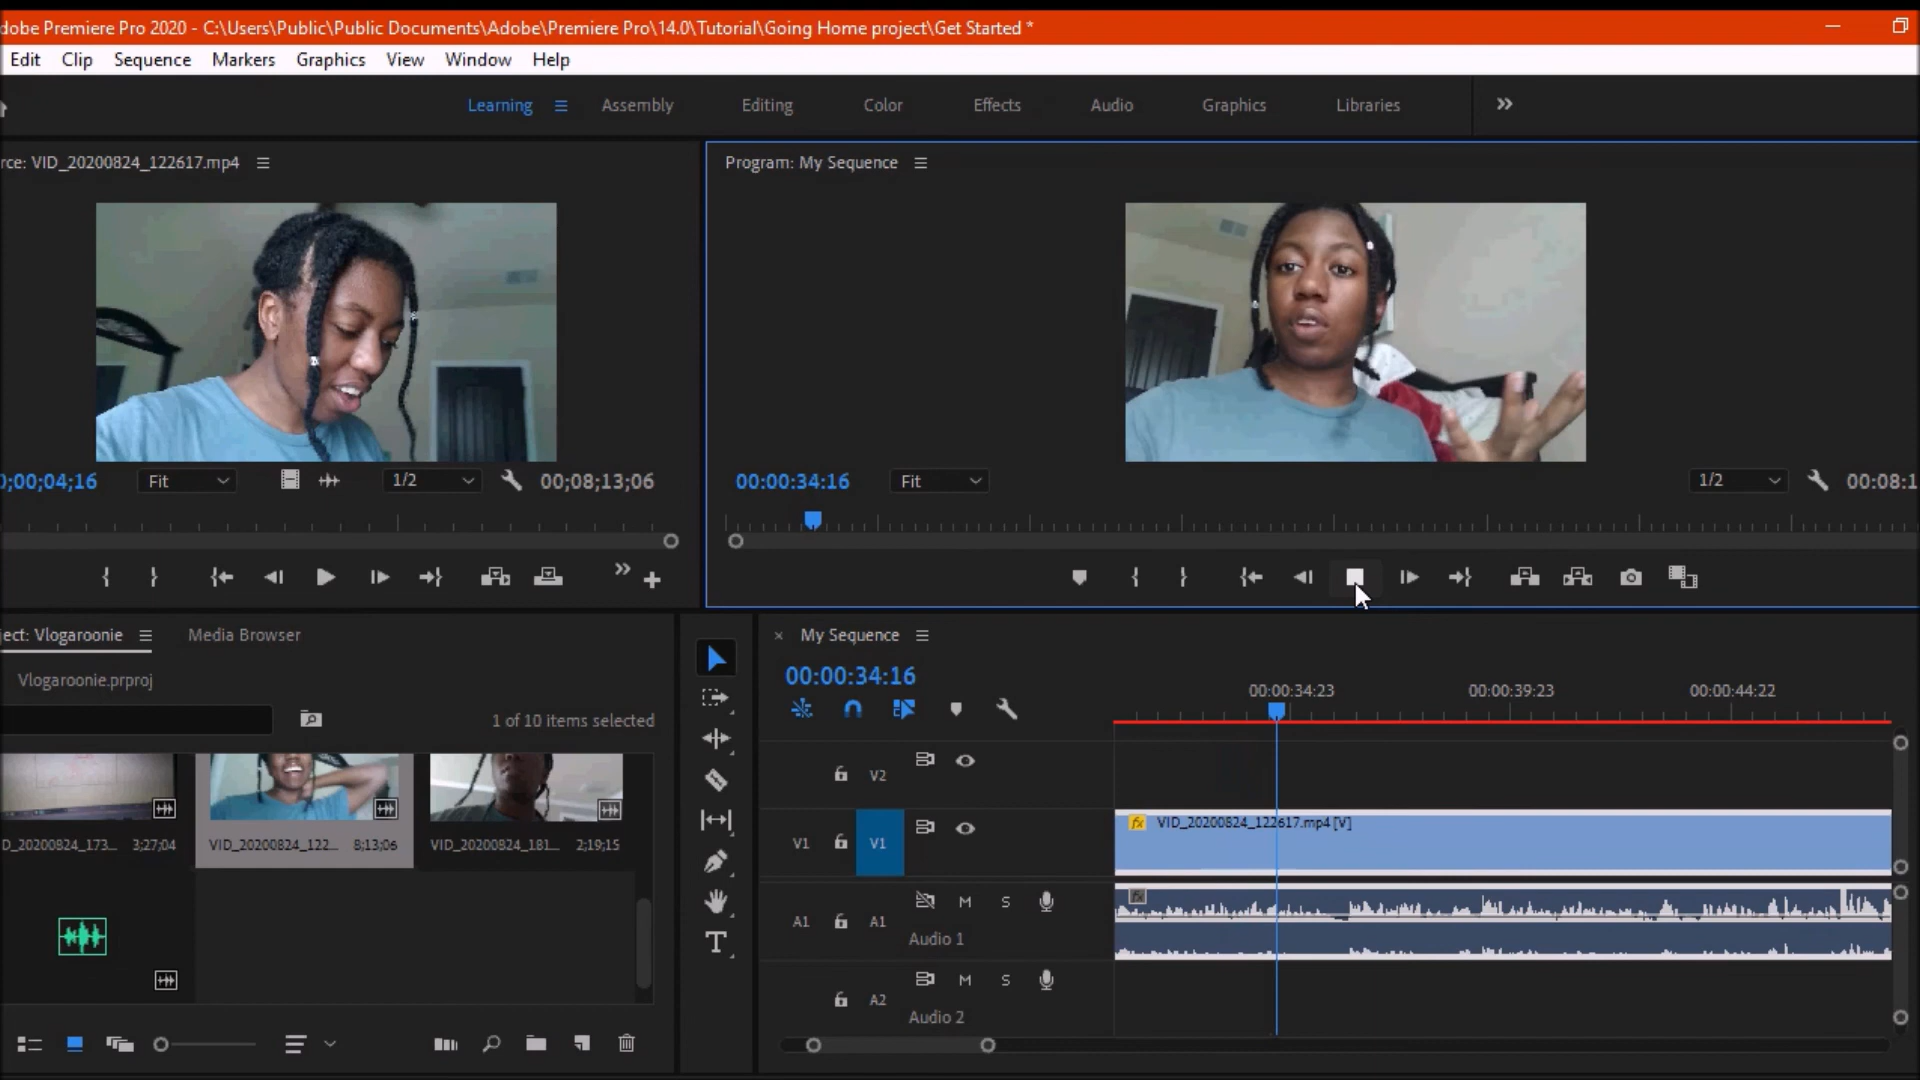 dobe Premiere Pro 2020 - C:\Users\Public\Public Documents\Adobe\Premiere Pro\14.0\Tutorial\Going Home project\Get Started *
Edit Clip Sequence Markers Graphics View Window Help
Learning Assembly Editing Color Effects Audio Graphics Libraries
rce: VID_20200824_122617.mp4
Program: My Sequence
0;00;04;16 Fit 1/2 00;08;13;06
00:00:34:16 Fit 1/2 00:08:1
ject: Vlogaroonie Media Browser
Vlogaroonie.prproj
1 of 10 items selected
D_20200824_173... 3;27;04 VID_20200824_122... 8;13;06 VID_20200824_181... 2;19;15
My Sequence
00:00:34:16
00:00:34:23 00:00:39:23 00:00:44:22
V2
V1 V1 fx VID_20200824_122617.mp4 [V]
A1 A1 M S fx
Audio 1
A2 M S
Audio 2